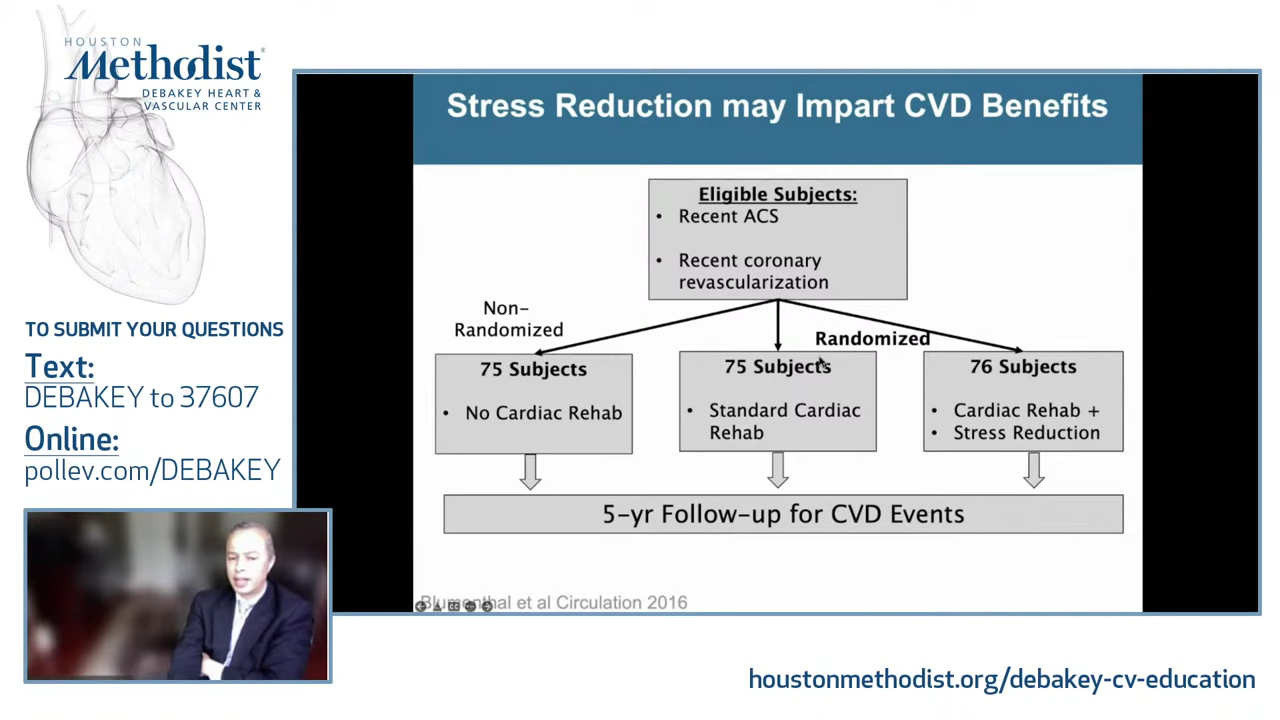 HOUSTON
Methodist
DEBAKEY HEART &
VASCULAR CENTER
TO SUBMIT YOUR QUESTIONS
Text:
DEBAKEY to 37607
Online:
pollev.com/DEBAKEY
Stress Reduction may Impart CVD Benefits
Eligible Subjects:
• Recent ACS
• Recent coronary
revascularization
Non-
Randomized
Randomized
75 Subjects
• No Cardiac Rehab
75 Subjects
• Standard Cardiac
Rehab
76 Subjects
• Cardiac Rehab +
• Stress Reduction
5-yr Follow-up for CVD Events
Blumenthal et al Circulation 2016
houstonmethodist.org/debakey-cv-education